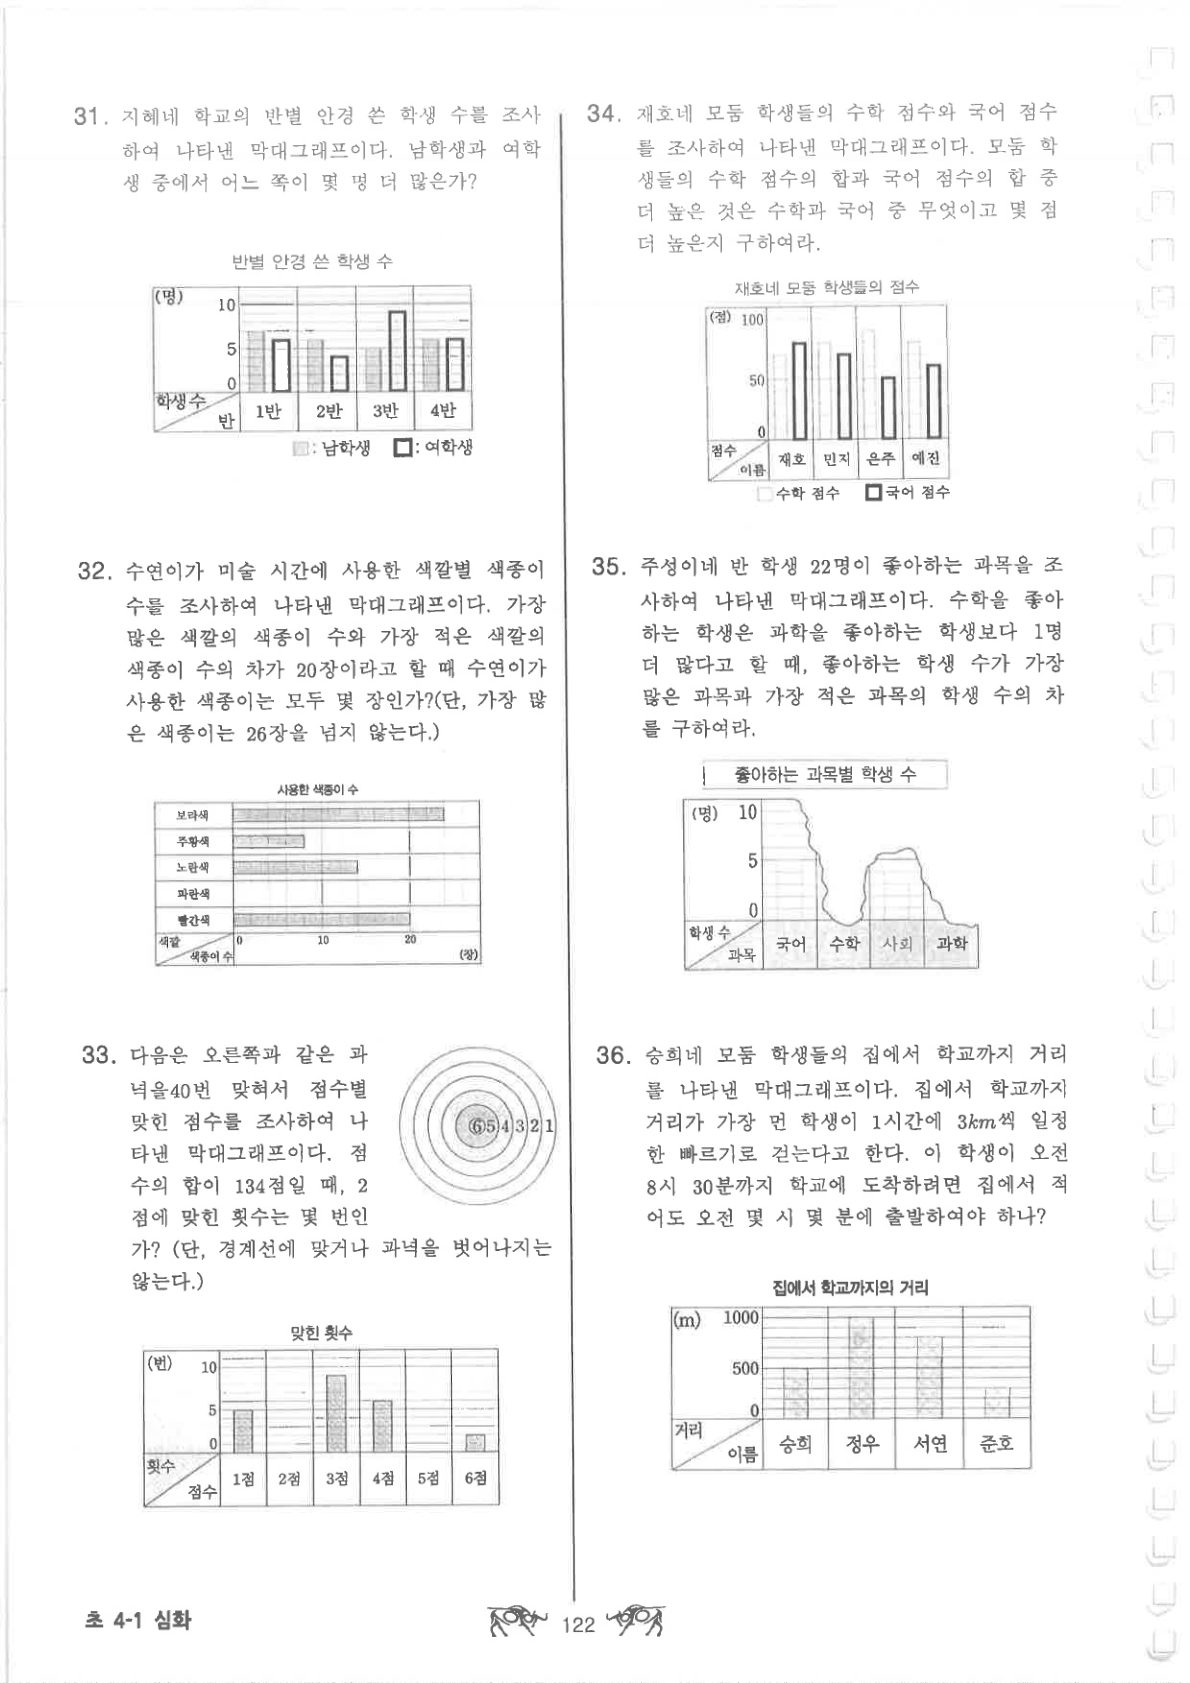 31. 지혜네 학교의 반별 안경 쓴 학생 수를 조사
하여 나타낸 막대그래프이다. 남학생과 여학
생 중에서 어느 쪽이 몇 명 더 많은가?
반별 안경 쓴 학생 수
(명)
10
5
0
학생 수
반
1반 2반 3반 4반
: 남학생 : 여학생
32. 수연이가 미술 시간에 사용한 색깔별 색종이
수를 조사하여 나타낸 막대그래프이다. 가장
많은 색깔의 색종이 수와 가장 적은 색깔의
색종이 수의 차가 20장이라고 할 때 수연이가
사용한 색종이는 모두 몇 장인가?(단, 가장 많
은 색종이는 26장을 넘지 않는다.)
사용한 색종이 수
보라색
주황색
노란색
파란색
빨간색
색깔
색종이 수
0 10 20
(장)
33. 다음은 오른쪽과 같은 과
녁을40번 맞혀서 점수별
맞힌 점수를 조사하여 나
타낸 막대그래프이다. 점
수의 합이 134점일 때, 2
점에 맞힌 횟수는 몇 번인
가? (단, 경계선에 맞거나 과녁을 벗어나지는
않는다.)
6 5 4 3 2 1
맞힌 횟수
(번)
10
5
0
횟수
점수
1점 2점 3점 4점 5점 6점
34. 재호네 모둠 학생들의 수학 점수와 국어 점수
를 조사하여 나타낸 막대그래프이다. 모둠 학
생들의 수학 점수의 합과 국어 점수의 합 중
더 높은 것은 수학과 국어 중 무엇이고 몇 점
더 높은지 구하여라.
재호네 모둠 학생들의 점수
(점)
100
50
0
점수
이름
재호 민지 은주 예진
수학 점수 국어 점수
35. 주성이네 반 학생 22명이 좋아하는 과목을 조
사하여 나타낸 막대그래프이다. 수학을 좋아
하는 학생은 과학을 좋아하는 학생보다 1명
더 많다고 할 때, 좋아하는 학생 수가 가장
많은 과목과 가장 적은 과목의 학생 수의 차
를 구하여라.
좋아하는 과목별 학생 수
(명)
10
5
0
학생 수
과목
국어 수학 사회 과학
36. 승희네 모둠 학생들의 집에서 학교까지 거리
를 나타낸 막대그래프이다. 집에서 학교까지
거리가 가장 먼 학생이 1시간에 3km씩 일정
한 빠르기로 걷는다고 한다. 이 학생이 오전
8시 30분까지 학교에 도착하려면 집에서 적
어도 오전 몇 시 몇 분에 출발하여야 하나?
집에서 학교까지의 거리
(m)
1000
500
0
거리
이름
승희 정우 서연 준호
초 4-1 심화
122